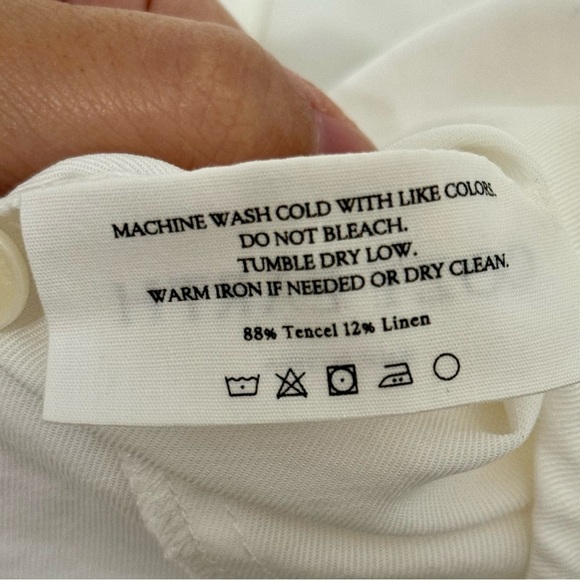 MACHINE WASH COLD WITH LIKE COLORS.
DO NOT BLEACH.
TUMBLE DRY LOW.
WARM IRON IF NEEDED OR DRY CLEAN.
88% Tencel 12% Linen